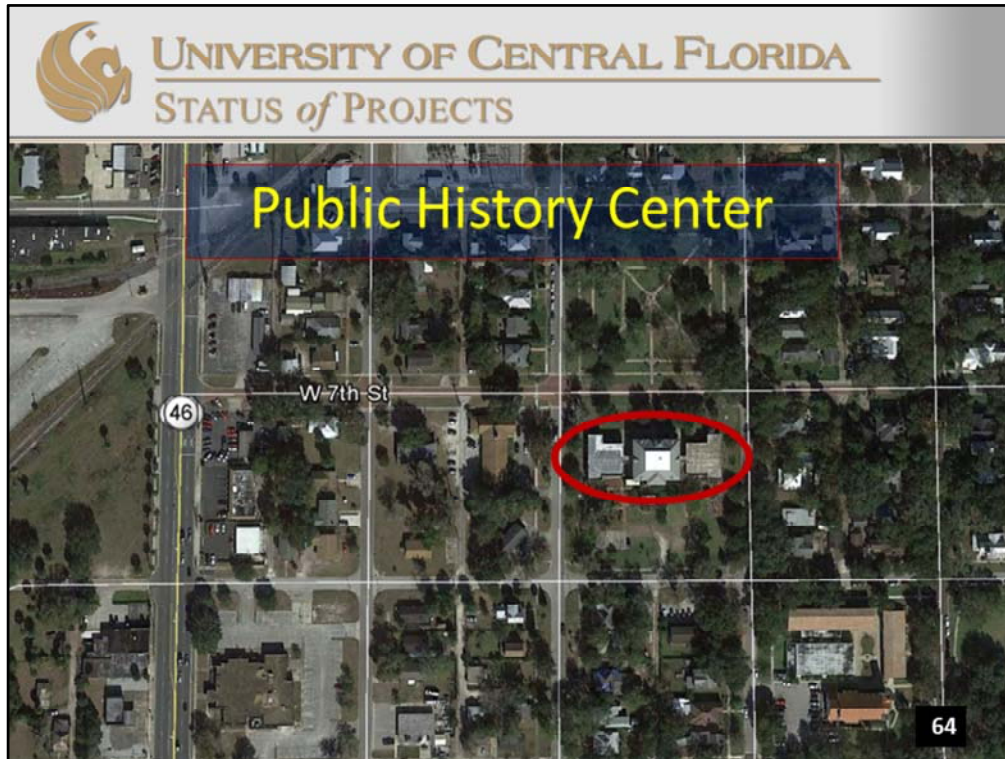 UNIVERSITY OF CENTRAL FLORIDA
STATUS of PROJECTS
Public History Center
W 7th St
46
64